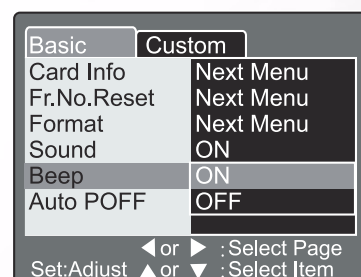 Basic Custom
Card Info Next Menu
Fr.No.Reset Next Menu
Format Next Menu
Sound ON
Beep ON
Auto POFF OFF
◀ or ▶ :Select Page
Set:Adjust ▲ or ▼ :Select Item